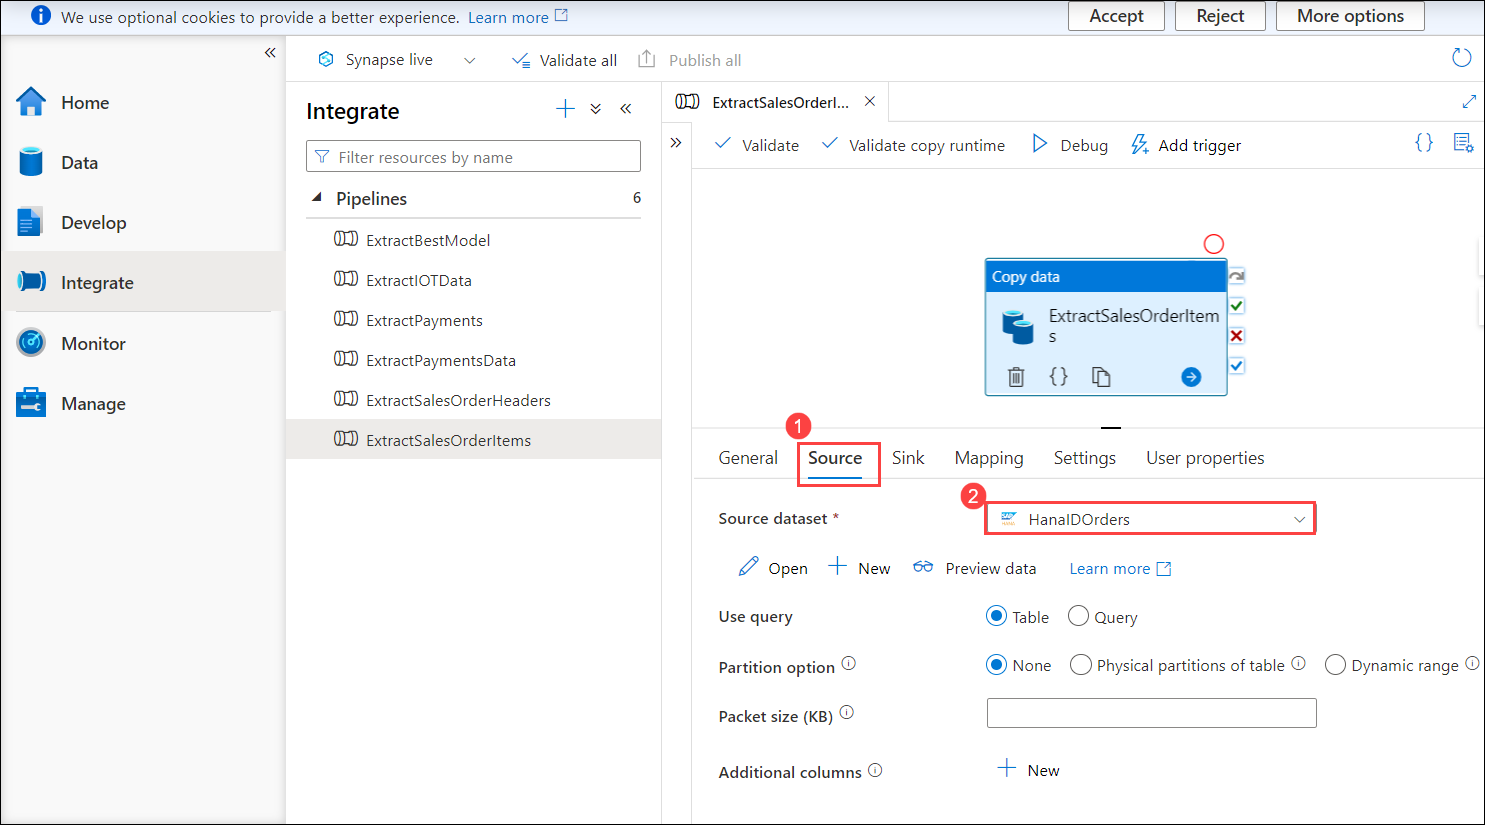 We use optional cookies to provide a better experience. Learn more
Accept
Reject
More options
Synapse live
Validate all
Publish all
Home
Data
Develop
Integrate
Monitor
Manage
Integrate
Filter resources by name
Pipelines 6
ExtractBestModel
ExtractIOTData
ExtractPayments
ExtractPaymentsData
ExtractSalesOrderHeaders
ExtractSalesOrderItems
ExtractSalesOrderI...
Validate
Validate copy runtime
Debug
Add trigger
Copy data
ExtractSalesOrderItem
s
1
General Source Sink Mapping Settings User properties
2
Source dataset * HanaIDOrders
Open New Preview data Learn more
Use query Table Query
Partition option None Physical partitions of table Dynamic range
Packet size (KB)
Additional columns New